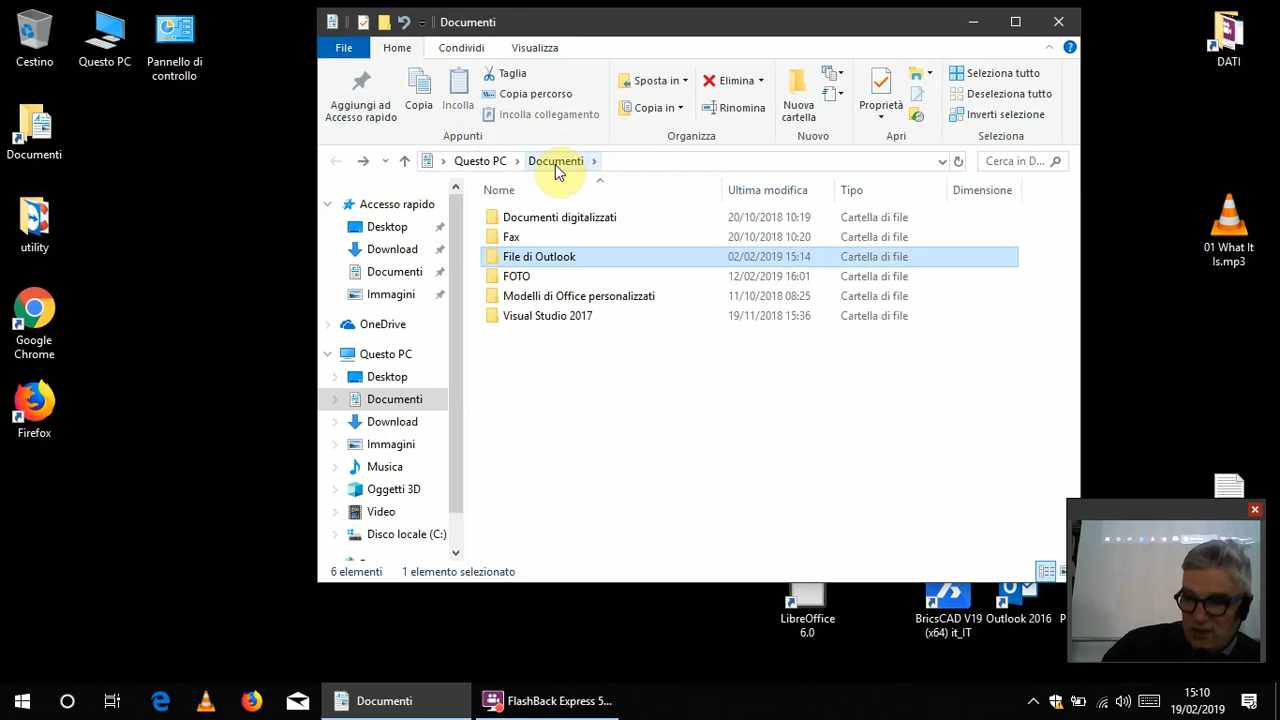 Cestino
Questo PC
Pannello di
controllo
Documenti
utility
Google
Chrome
Firefox
Documenti
File
Home
Condividi
Visualizza
Aggiungi ad
Accesso rapido
Copia
Incolla
Taglia
Copia percorso
Incolla collegamento
Appunti
Sposta in
Copia in
Elimina
Rinomina
Organizza
Nuova
cartella
Nuovo
Proprietà
Apri
Seleziona tutto
Deseleziona tutto
Inverti selezione
Selezione
Questo PC
Documenti
Cerca in D...
Accesso rapido
Desktop
Download
Documenti
Immagini
OneDrive
Questo PC
Desktop
Documenti
Download
Immagini
Musica
Oggetti 3D
Video
Disco locale (C:)
Nome Ultima modifica Tipo Dimensione
Documenti digitalizzati 20/10/2018 10:19 Cartella di file
Fax 20/10/2018 10:20 Cartella di file
File di Outlook 02/02/2019 15:14 Cartella di file
FOTO 12/02/2019 16:01 Cartella di file
Modelli di Office personalizzati 11/10/2018 08:25 Cartella di file
Visual Studio 2017 19/11/2018 15:36 Cartella di file
6 elementi 1 elemento selezionato
DATI
01 What It
Is.mp3
LibreOffice
6.0
BricsCAD V19
(x64) it_IT
Outlook 2016
P
Documenti
FlashBack Express 5...
15:10
19/02/2019